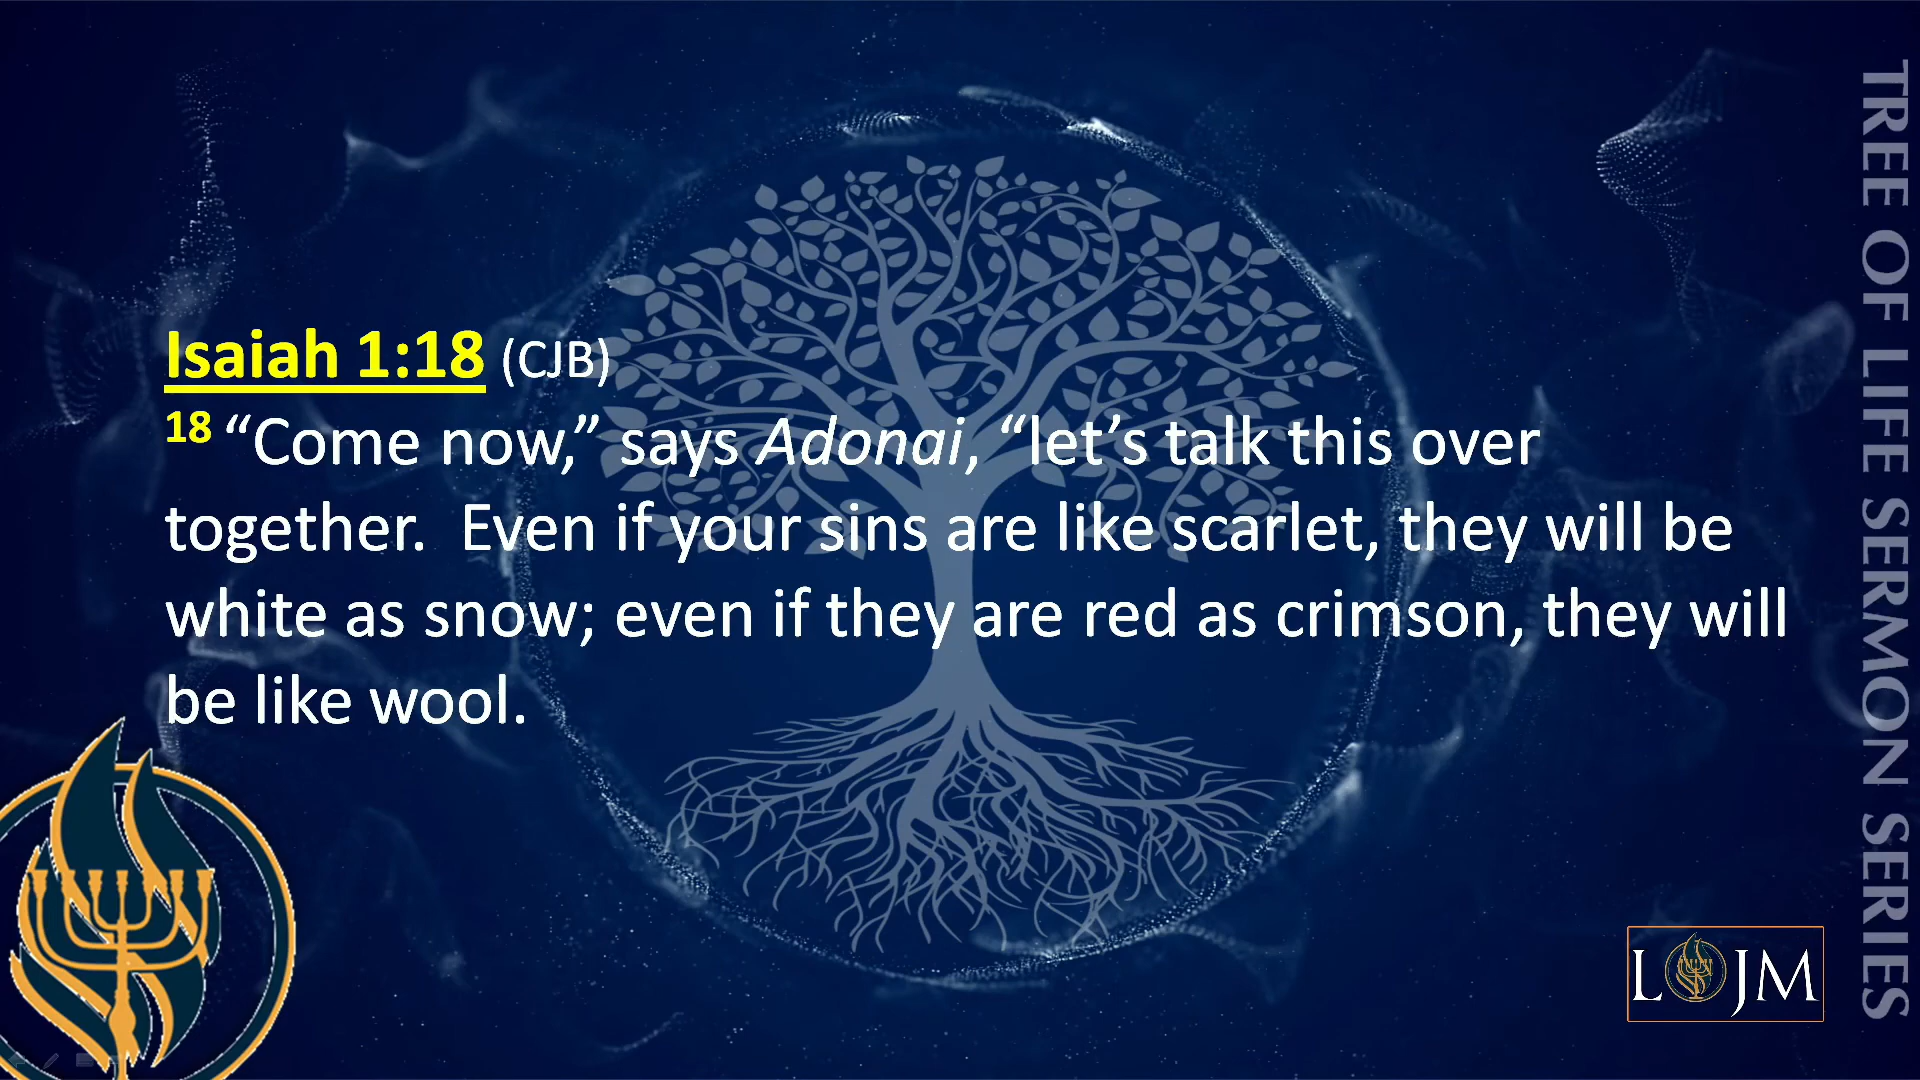 Isaiah 1:18 (CJB)
18 “Come now,” says Adonai, “let’s talk this over
together.  Even if your sins are like scarlet, they will be
white as snow; even if they are red as crimson, they will
be like wool.
TREE OF LIFE SERMON SERIES
LOJM